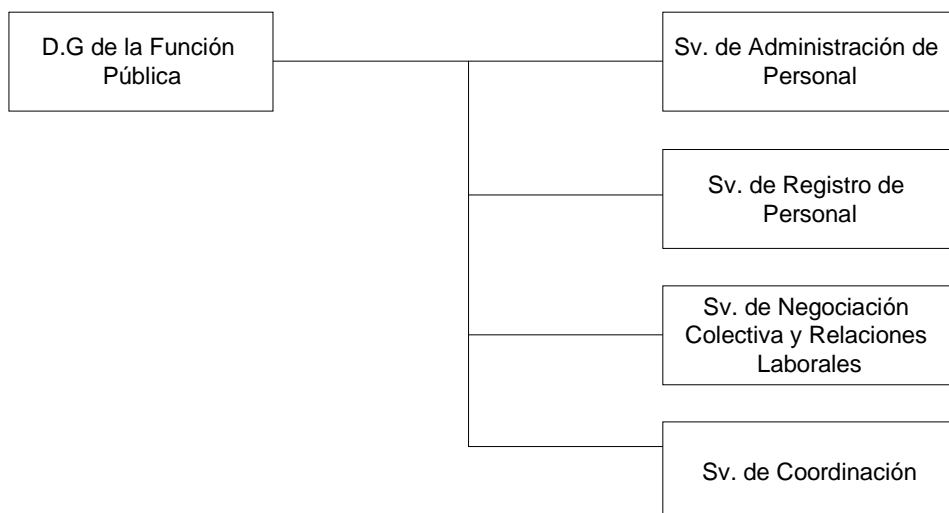 D.G de la Función
Pública
Sv. de Administración de
Personal
Sv. de Registro de
Personal
Sv. de Negociación
Colectiva y Relaciones
Laborales
Sv. de Coordinación